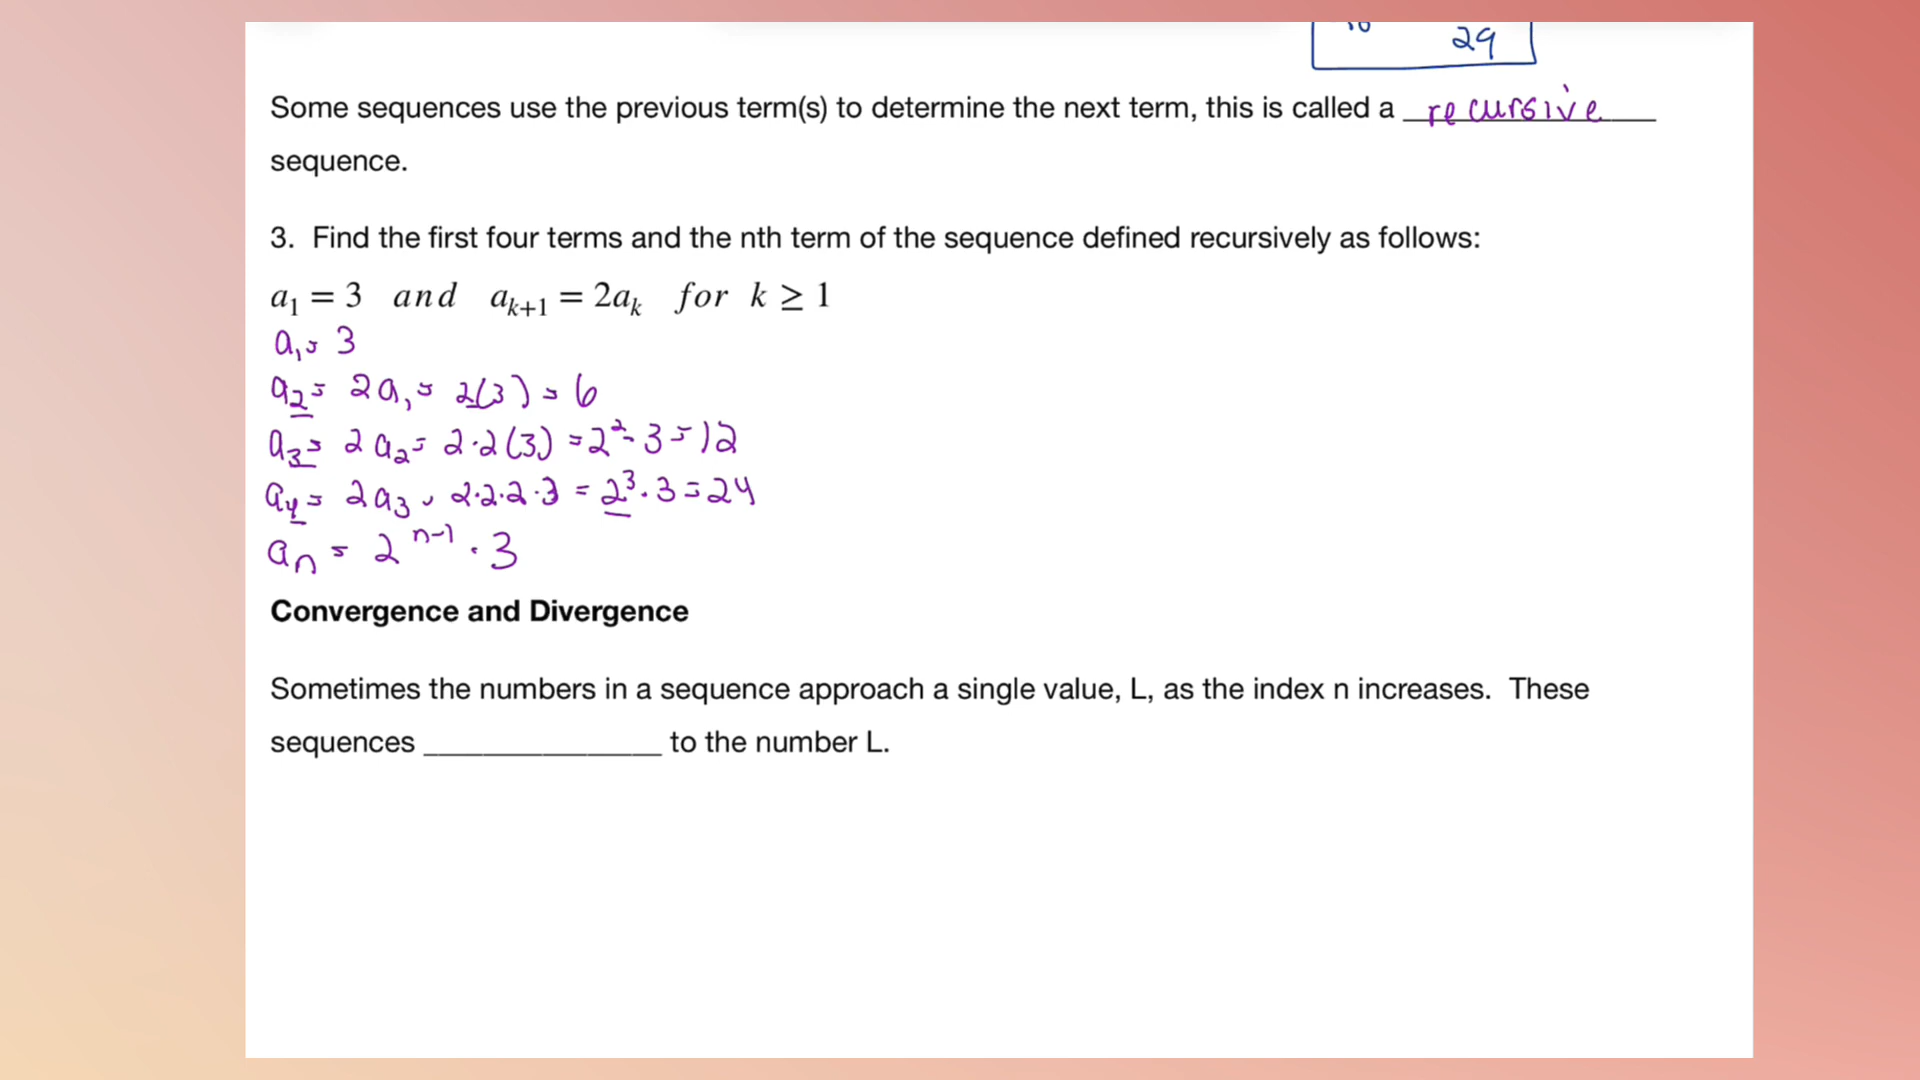 29
Some sequences use the previous term(s) to determine the next term, this is called a recursive
sequence.
3. Find the first four terms and the nth term of the sequence defined recursively as follows:
a₁ = 3 and aₖ₊₁ = 2aₖ for k ≥ 1
a₁ = 3
a₂ = 2a₁ = 2(3) = 6
a₃ = 2a₂ = 2·2(3) = 2²·3 = 12
a₄ = 2a₃ = 2·2·2·3 = 2³·3 = 24
aₙ = 2ⁿ⁻¹·3
Convergence and Divergence
Sometimes the numbers in a sequence approach a single value, L, as the index n increases. These
sequences _______________ to the number L.